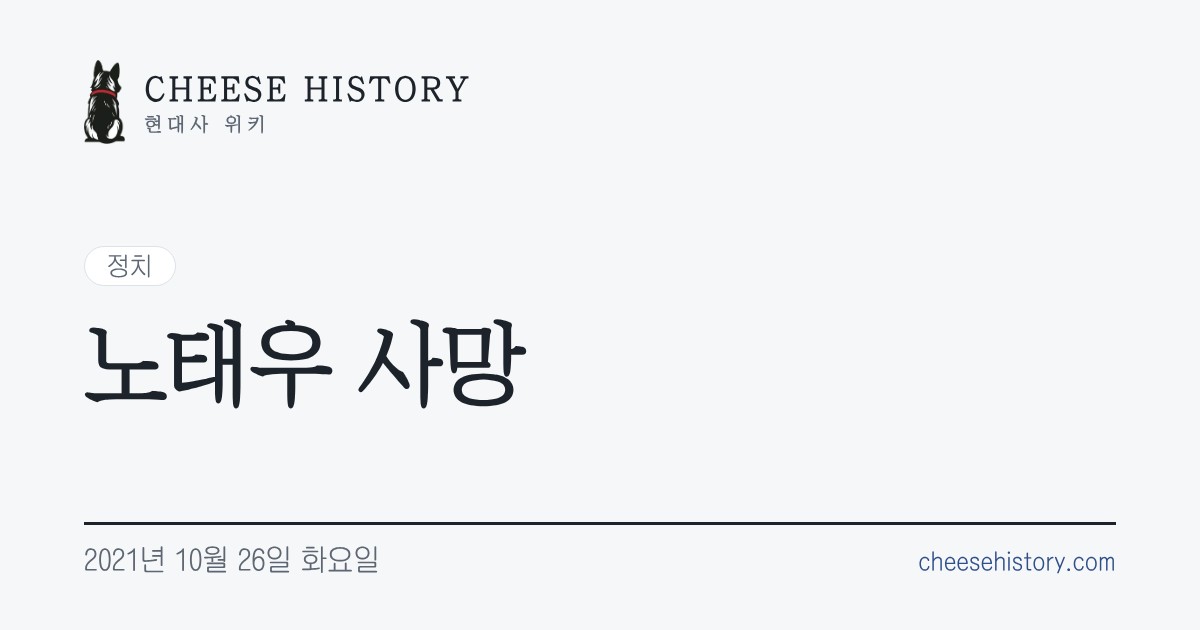 CHEESE HISTORY
현대사 위키
정치
노태우 사망
2021년 10월 26일 화요일
cheesehistory.com